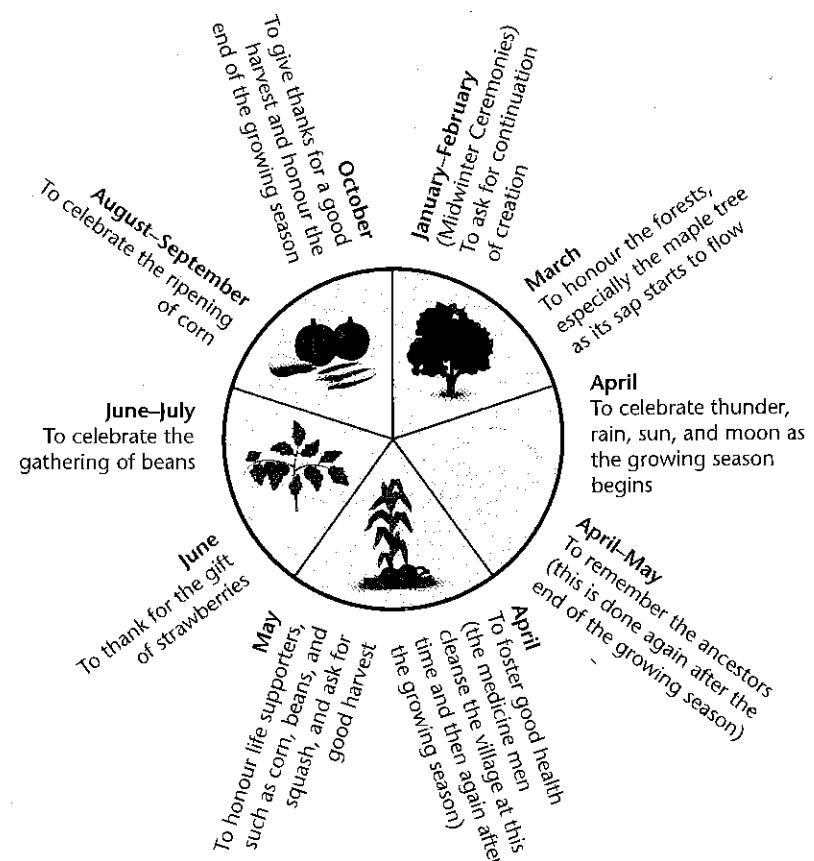 January–February
(Midwinter Ceremonies)
To ask for continuation
of creation
March
To honour the forests,
especially the maple tree
as its sap starts to flow
April
To celebrate thunder,
rain, sun, and moon as
the growing season
begins
April–May
To remember the ancestors
(this is done again after the
end of the growing season)
April
To foster good health
(the medicine men
cleanse the village at this
time and then again after
the growing season)
May
To honour life supporters,
such as corn, beans, and
squash, and ask for
good harvest
June
To thank for the gift
of strawberries
June–July
To celebrate the
gathering of beans
August–September
To celebrate the ripening
of corn
October
To give thanks for a good
harvest and honour the
end of the growing season